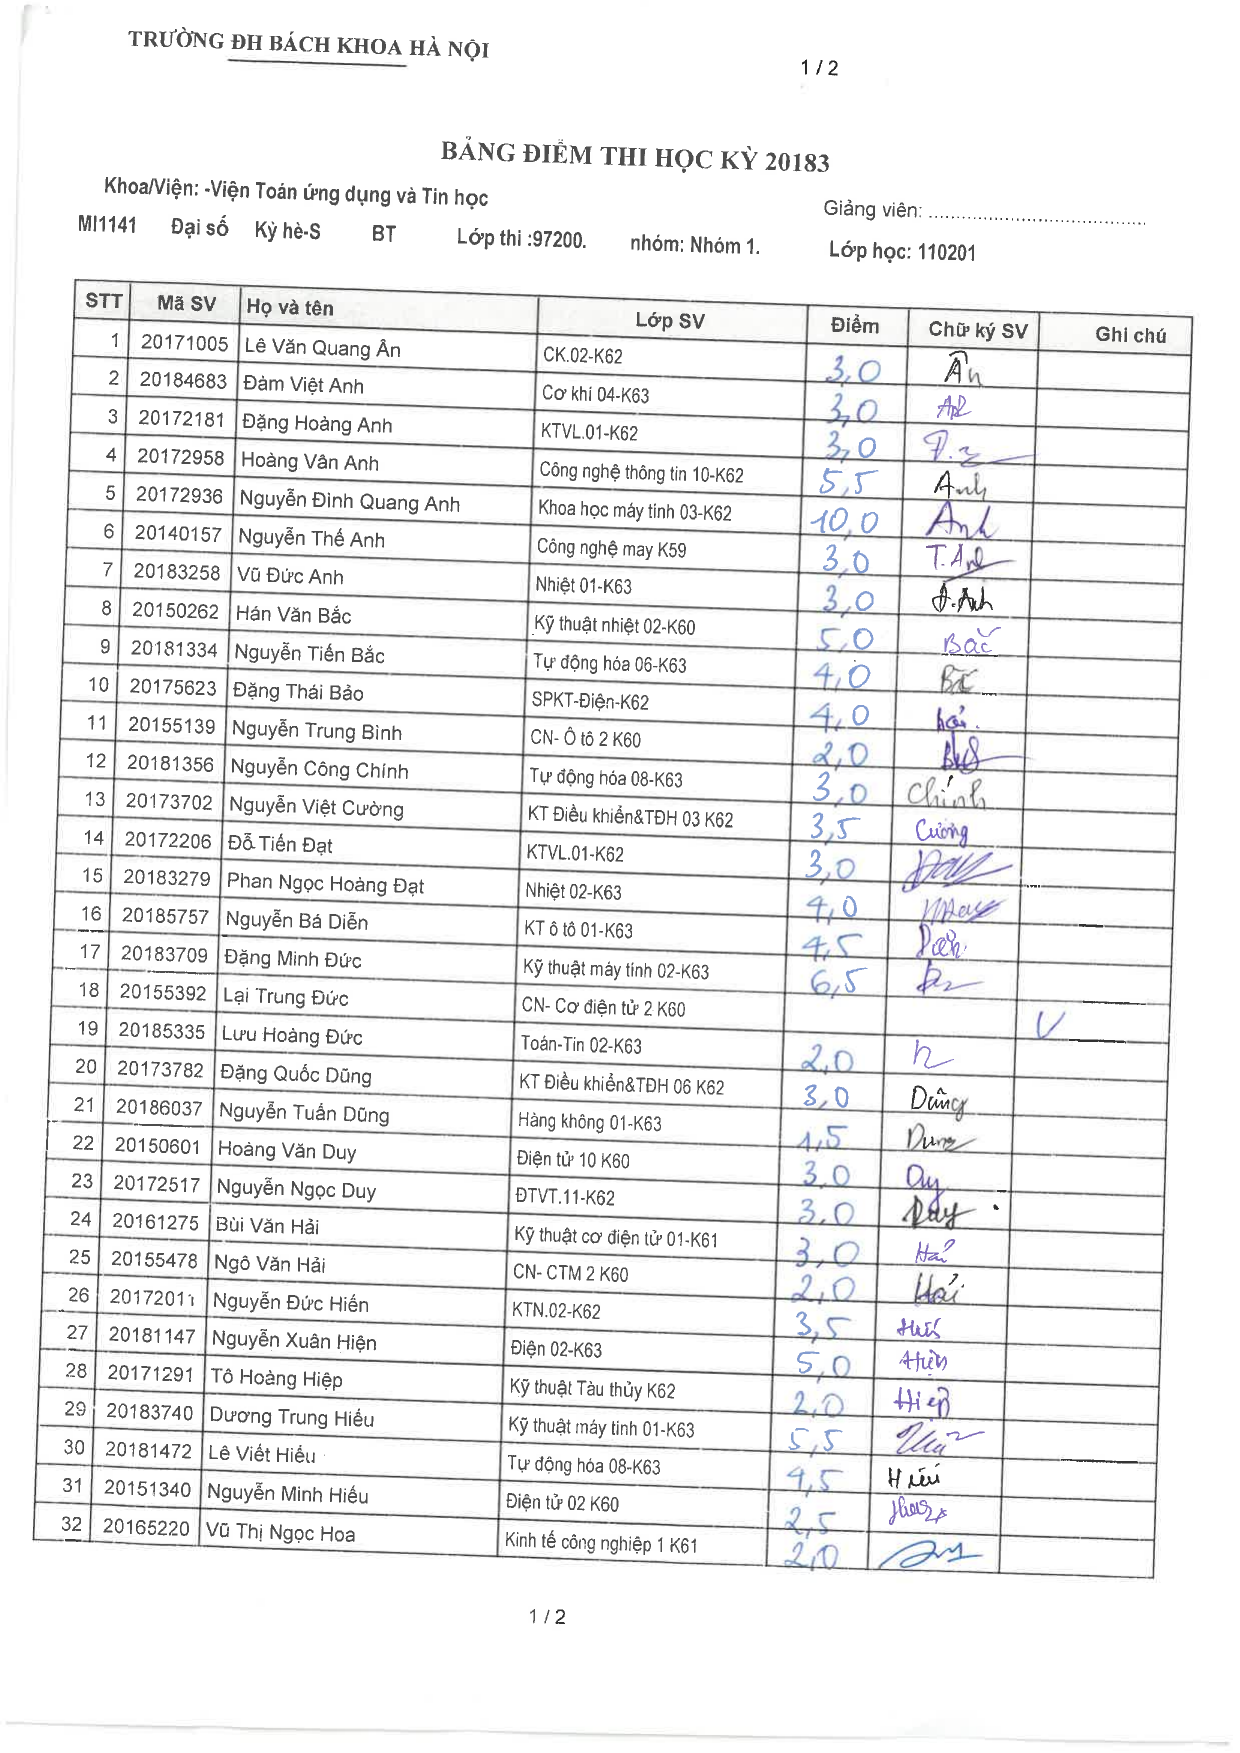 TRƯỜNG ĐH BÁCH KHOA HÀ NỘI
1 / 2
BẢNG ĐIỂM THI HỌC KỲ 20183
Khoa/Viện: -Viện Toán ứng dụng và Tin học
Giảng viên: ........................................
MI1141 Đại số Kỳ hè-S BT Lớp thi :97200. nhóm: Nhóm 1. Lớp học: 110201
STT Mã SV Họ và tên Lớp SV Điểm Chữ ký SV Ghi chú
1 20171005 Lê Văn Quang Ân CK.02-K62 3,0 Ân
2 20184683 Đàm Việt Anh Cơ khí 04-K63 3,0
3 20172181 Đặng Hoàng Anh KTVL.01-K62 3,0
4 20172958 Hoàng Vân Anh Công nghệ thông tin 10-K62 5,5 Anh
5 20172936 Nguyễn Đình Quang Anh Khoa học máy tính 03-K62 10,0 Anh
6 20140157 Nguyễn Thế Anh Công nghệ may K59 3,0 T.Anh
7 20183258 Vũ Đức Anh Nhiệt 01-K63 3,0 Đ.Anh
8 20150262 Hán Văn Bắc Kỹ thuật nhiệt 02-K60 5,0 Bắc
9 20181334 Nguyễn Tiến Bắc Tự động hóa 06-K63 4,0
10 20175623 Đặng Thái Bảo SPKT-Điện-K62 4,0
11 20155139 Nguyễn Trung Bình CN- Ô tô 2 K60 2,0
12 20181356 Nguyễn Công Chính Tự động hóa 08-K63 3,0 Chính
13 20173702 Nguyễn Việt Cường KT Điều khiển&TĐH 03 K62 3,5 Cường
14 20172206 Đỗ Tiến Đạt KTVL.01-K62 3,0
15 20183279 Phan Ngọc Hoàng Đạt Nhiệt 02-K63 4,0
16 20185757 Nguyễn Bá Diễn KT ô tô 01-K63 4,5
17 20183709 Đặng Minh Đức Kỹ thuật máy tính 02-K63 6,5
18 20155392 Lại Trung Đức CN- Cơ điện tử 2 K60 V
19 20185335 Lưu Hoàng Đức Toán-Tin 02-K63 2,0
20 20173782 Đặng Quốc Dũng KT Điều khiển&TĐH 06 K62 3,0 Dũng
21 20186037 Nguyễn Tuấn Dũng Hàng không 01-K63 1,5 Dung
22 20150601 Hoàng Văn Duy Điện tử 10 K60 3,0 Duy
23 20172517 Nguyễn Ngọc Duy ĐTVT.11-K62 3,0 Duy
24 20161275 Bùi Văn Hải Kỹ thuật cơ điện tử 01-K61 3,0 Hải
25 20155478 Ngô Văn Hải CN- CTM 2 K60 2,0 Hải
26 20172011 Nguyễn Đức Hiến KTN.02-K62 3,5
27 20181147 Nguyễn Xuân Hiện Điện 02-K63 5,0 Hiện
28 20171291 Tô Hoàng Hiệp Kỹ thuật Tàu thủy K62 2,0 Hiệp
29 20183740 Dương Trung Hiếu Kỹ thuật máy tính 01-K63 5,5
30 20181472 Lê Viết Hiếu Tự động hóa 08-K63 4,5 Hiếu
31 20151340 Nguyễn Minh Hiếu Điện tử 02 K60 2,5
32 20165220 Vũ Thị Ngọc Hoa Kinh tế công nghiệp 1 K61 2,0
1 / 2